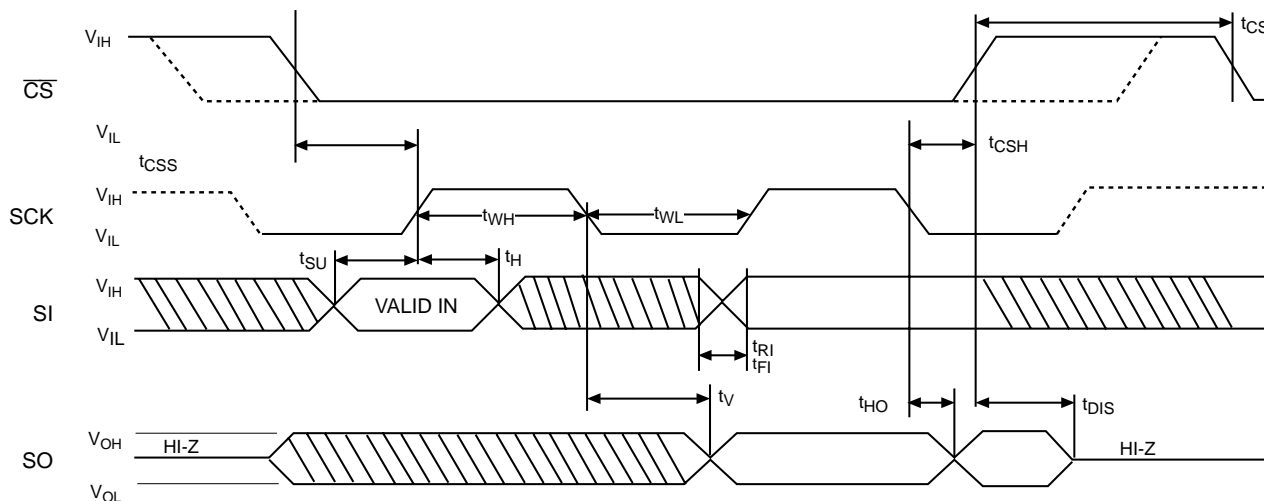 tCS
VIH
CS
VIL
tCSH
tCSS
VIH
SCK
tWH
tWL
VIL
tSU
tH
VIH
SI
VALID IN
VIL
tRI
tFI
tV
tHO
tDIS
VOH
HI-Z
HI-Z
SO
VOL